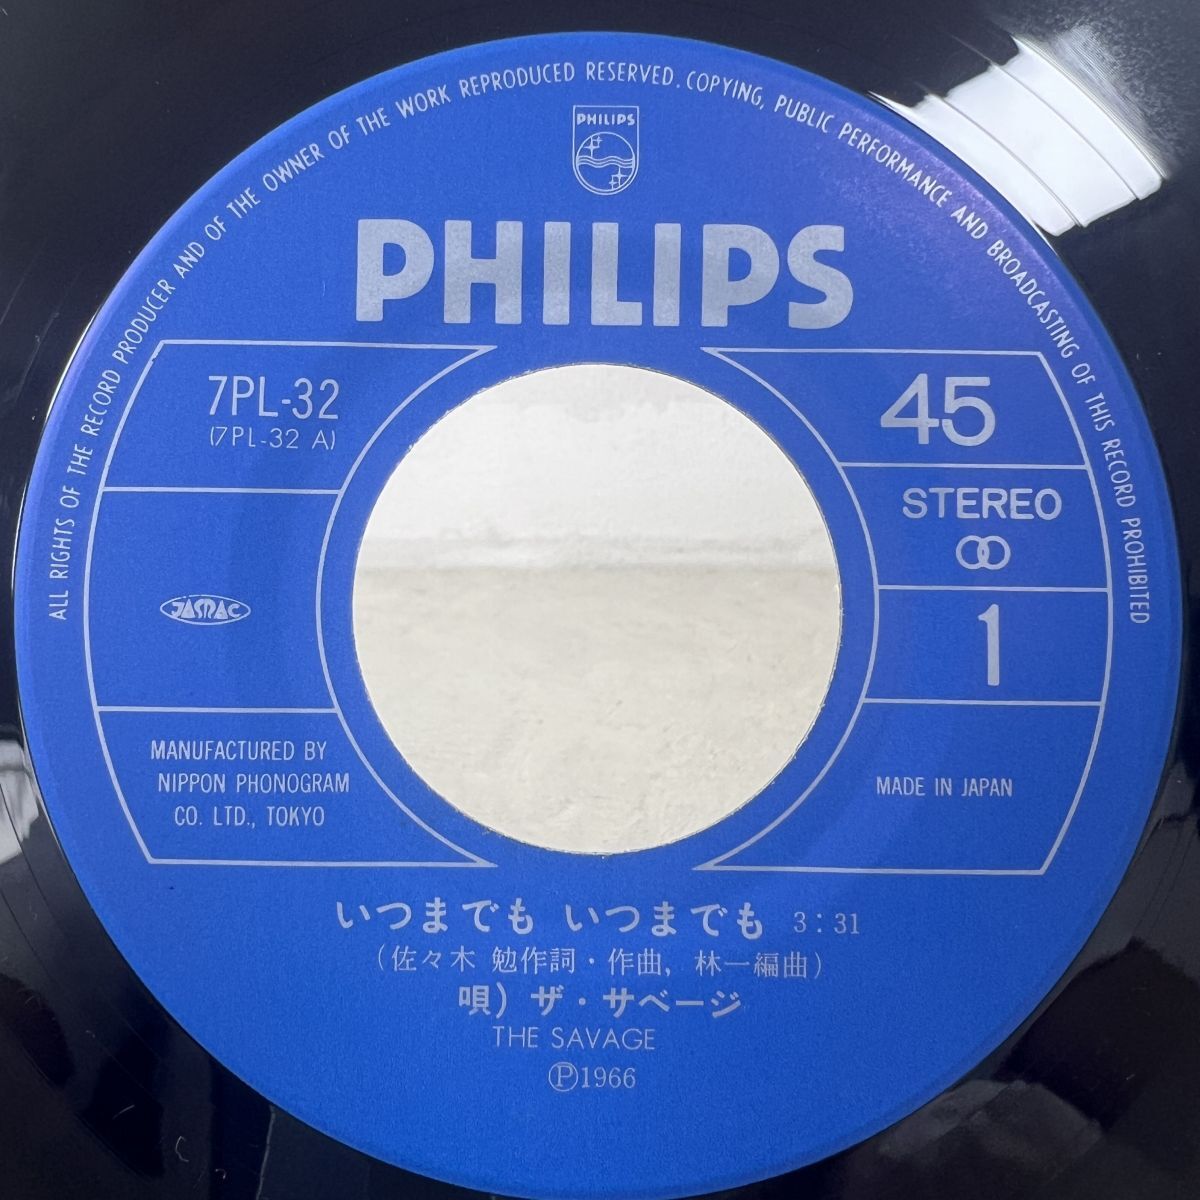 ALL RIGHTS OF THE RECORD PRODUCER AND OF THE OWNER OF THE WORK REPRODUCED RESERVED. COPYING, PUBLIC PERFORMANCE AND BROADCASTING OF THIS RECORD PROHIBITED
PHILIPS
PHILIPS
7PL-32
(7PL-32 A)
45
STEREO
1
JASRAC
MANUFACTURED BY
NIPPON PHONOGRAM
CO. LTD., TOKYO
MADE IN JAPAN
いつまでも いつまでも 3:31
(佐々木 勉作詞・作曲, 林一編曲)
唄) ザ・サベージ
THE SAVAGE
Ⓟ1966